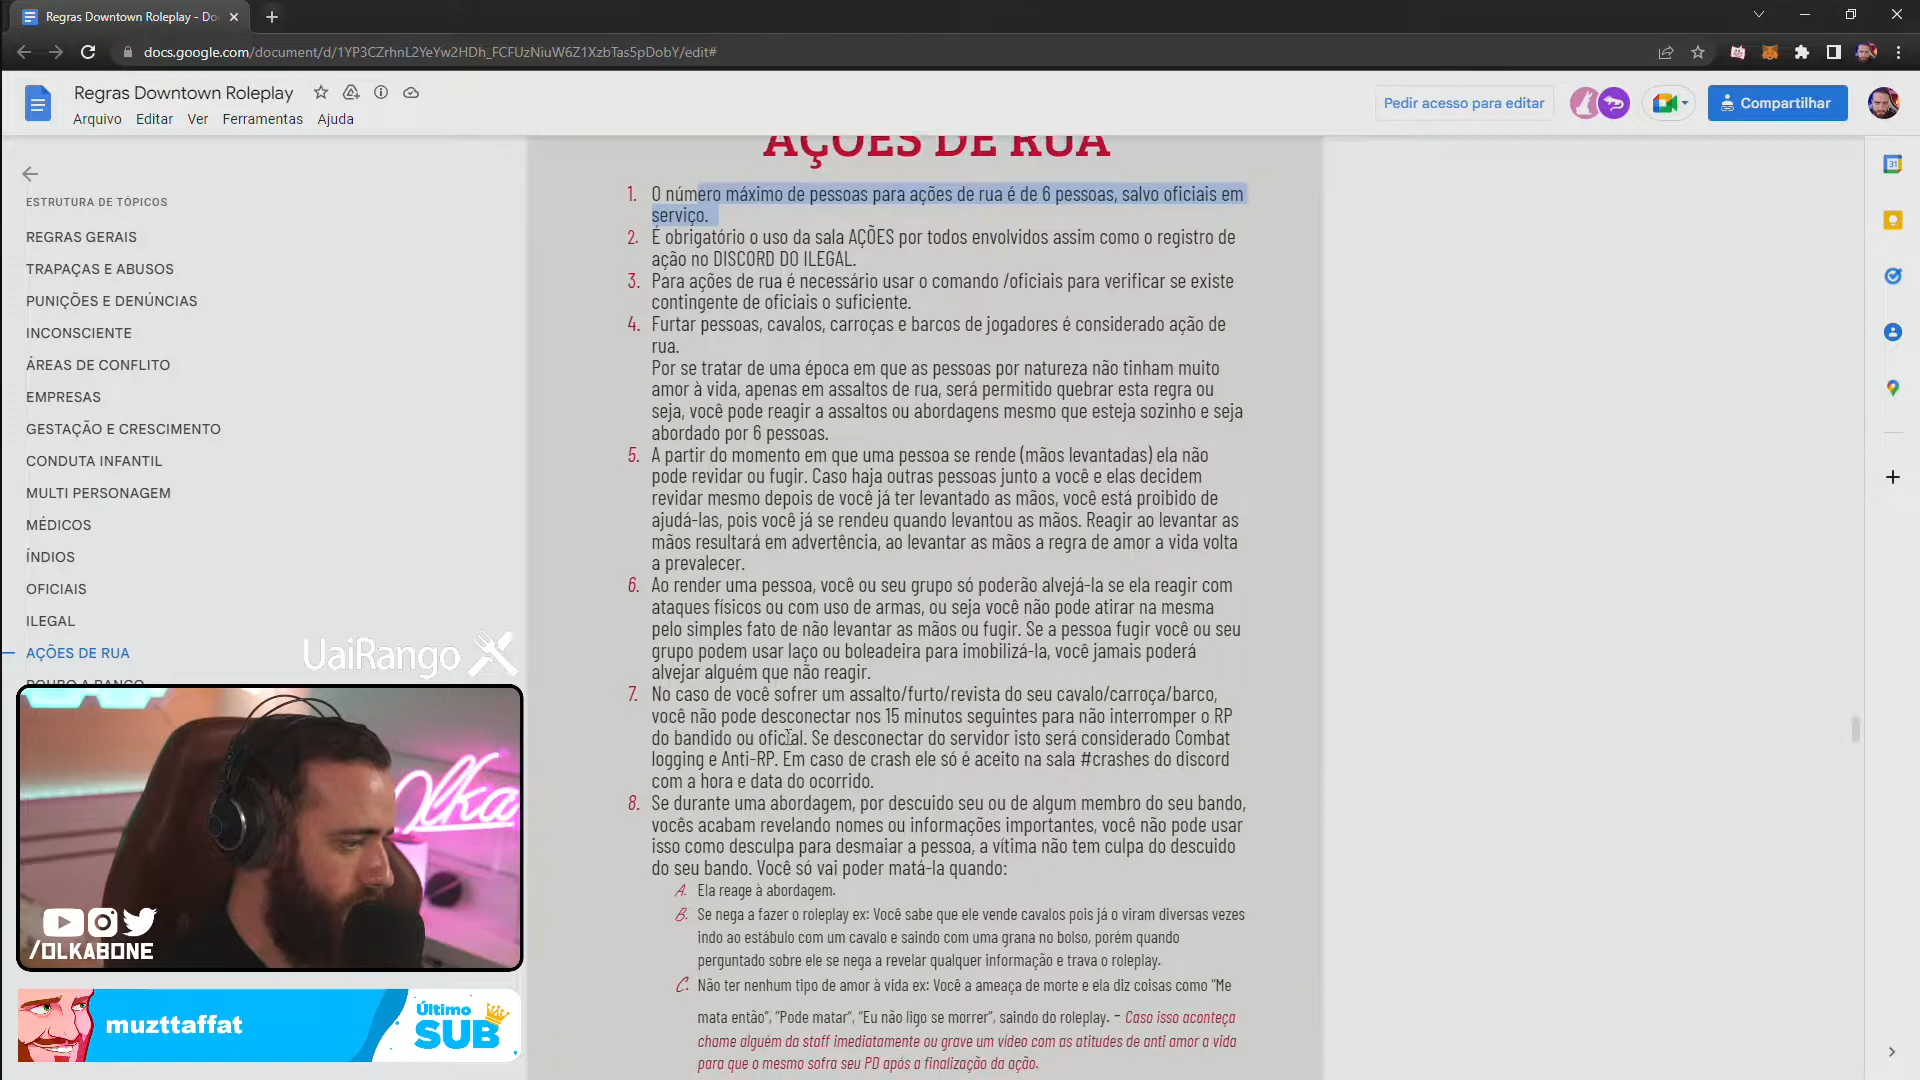 Regras Downtown Roleplay - Do
docs.google.com/document/d/1YP3CZrhnL2YeYw2HDh_FCFUzNiuW6Z1XzbTas5pDobY/edit#
Regras Downtown Roleplay
Arquivo Editar Ver Ferramentas Ajuda
Pedir acesso para editar
Compartilhar
ESTRUTURA DE TÓPICOS
REGRAS GERAIS
TRAPAÇAS E ABUSOS
PUNIÇÕES E DENÚNCIAS
INCONSCIENTE
ÁREAS DE CONFLITO
EMPRESAS
GESTAÇÃO E CRESCIMENTO
CONDUTA INFANTIL
MULTI PERSONAGEM
MÉDICOS
ÍNDIOS
OFICIAIS
ILEGAL
AÇÕES DE RUA
ROUBO A BANCO
UaiRango
AÇÕES DE RUA
1. O número máximo de pessoas para ações de rua é de 6 pessoas, salvo oficiais em
serviço.
2. É obrigatório o uso da sala AÇÕES por todos envolvidos assim como o registro de
ação no DISCORD DO ILEGAL.
3. Para ações de rua é necessário usar o comando /oficiais para verificar se existe
contingente de oficiais o suficiente.
4. Furtar pessoas, cavalos, carroças e barcos de jogadores é considerado ação de
rua.
Por se tratar de uma época em que as pessoas por natureza não tinham muito
amor à vida, apenas em assaltos de rua, será permitido quebrar esta regra ou
seja, você pode reagir a assaltos ou abordagens mesmo que esteja sozinho e seja
abordado por 6 pessoas.
5. A partir do momento em que uma pessoa se rende (mãos levantadas) ela não
pode revidar ou fugir. Caso haja outras pessoas junto a você e elas decidem
revidar mesmo depois de você já ter levantado as mãos, você está proibido de
ajudá-las, pois você já se rendeu quando levantou as mãos. Reagir ao levantar as
mãos resultará em advertência, ao levantar as mãos a regra de amor a vida volta
a prevalecer.
6. Ao render uma pessoa, você ou seu grupo só poderão alvejá-la se ela reagir com
ataques físicos ou com uso de armas, ou seja você não pode atirar na mesma
pelo simples fato de não levantar as mãos ou fugir. Se a pessoa fugir você ou seu
grupo podem usar laço ou boleadeira para imobilizá-la, você jamais poderá
alvejar alguém que não reagir.
7. No caso de você sofrer um assalto/furto/revista do seu cavalo/carroça/barco,
você não pode desconectar nos 15 minutos seguintes para não interromper o RP
do bandido ou oficial. Se desconectar do servidor isto será considerado Combat
logging e Anti-RP. Em caso de crash ele só é aceito na sala #crashes do discord
com a hora e data do ocorrido.
8. Se durante uma abordagem, por descuido seu ou de algum membro do seu bando,
vocês acabam revelando nomes ou informações importantes, você não pode usar
isso como desculpa para desmaiar a pessoa, a vítima não tem culpa do descuido
do seu bando. Você só vai poder matá-la quando:
A. Ela reage à abordagem.
B. Se nega a fazer o roleplay ex: Você sabe que ele vende cavalos pois já o viram diversas vezes
indo ao estábulo com um cavalo e saindo com uma grana no bolso, porém quando
perguntado sobre ele se nega a revelar qualquer informação e trava o roleplay.
C. Não ter nenhum tipo de amor à vida ex: Você a ameaça de morte e ela diz coisas como "Me
mata então", "Pode matar", "Eu não ligo se morrer", saindo do roleplay. - Caso isso aconteça
chame alguém da staff imediatamente ou grave um vídeo com as atitudes de anti amor a vida
para que o mesmo sofra seu PD após a finalização da ação.
Olka
/OLKABONE
muzttaffat
Último
SUB
31